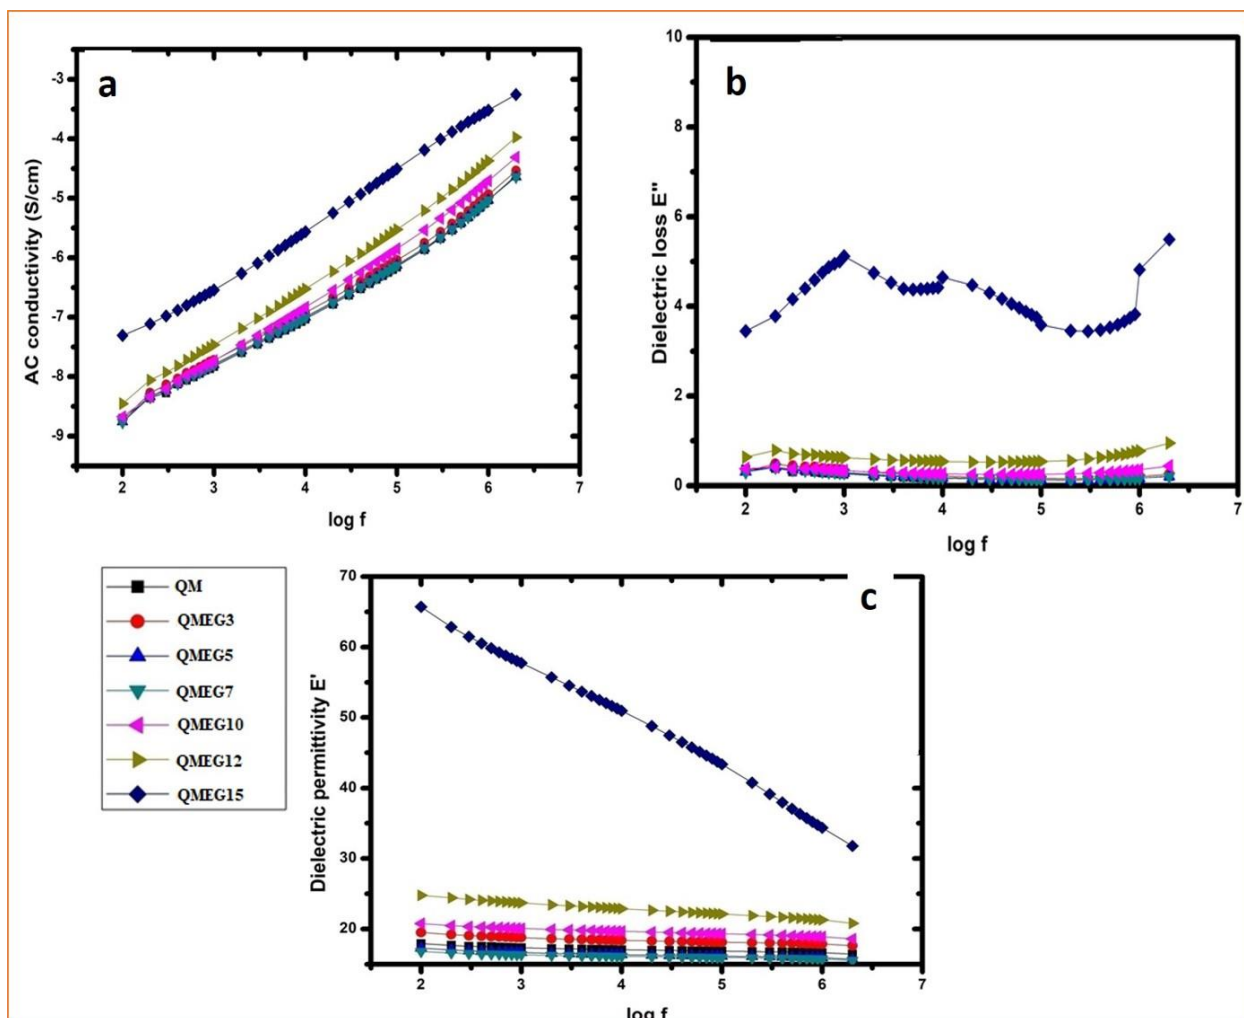 a
-3
-4
-5
-6
-7
-8
-9
AC conductivity (S/cm)
2 3 4 5 6 7
log f
b
10
8
6
4
2
0
Dielectric loss E"
2 3 4 5 6 7
log f
QM
QMEG3
QMEG5
QMEG7
QMEG10
QMEG12
QMEG15
c
70
60
50
40
30
20
Dielectric permittivity E'
2 3 4 5 6 7
log f